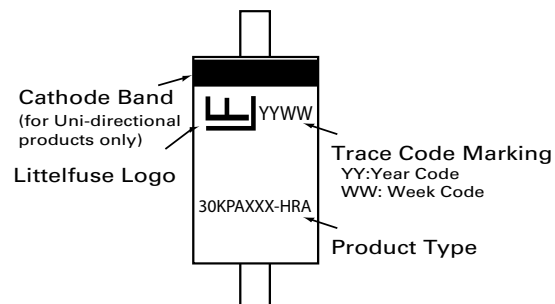 Cathode Band
(for Uni-directional
products only)
Littelfuse Logo
YYWW
30KPAXXX-HRA
Trace Code Marking
YY:Year Code
WW: Week Code
Product Type